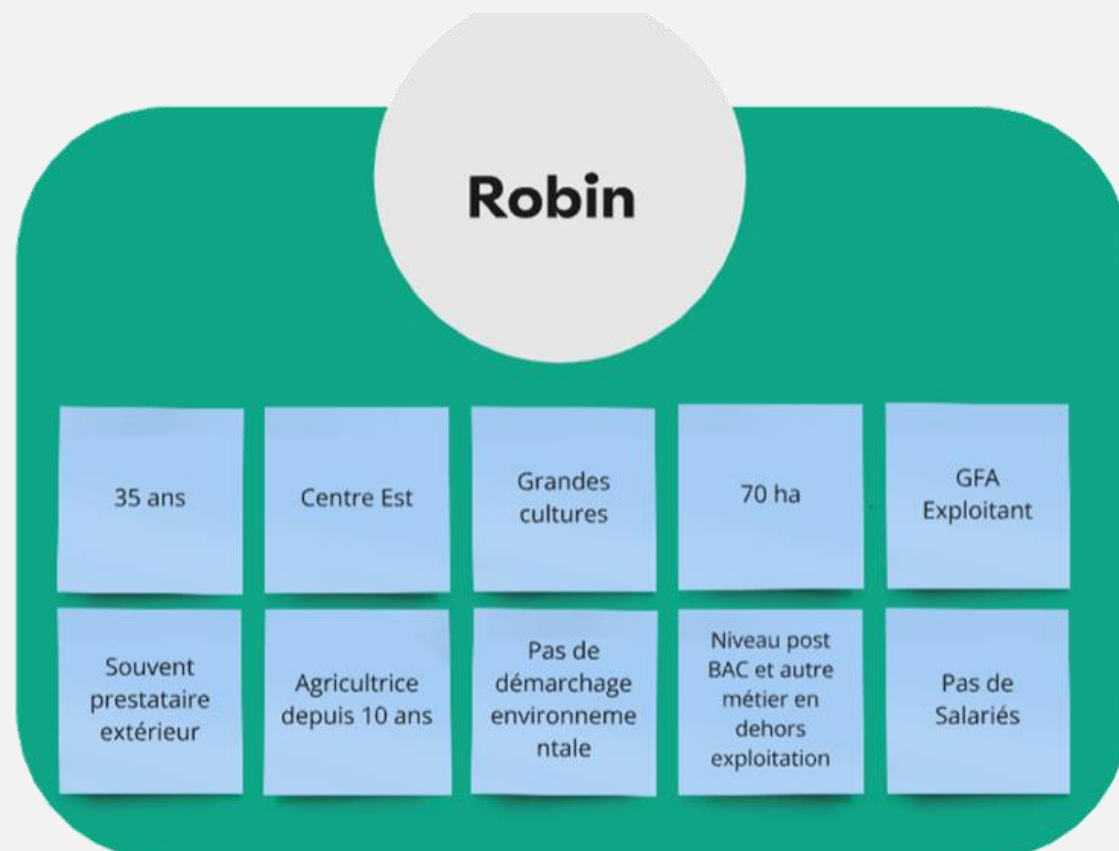 Robin
35 ans
Centre Est
Grandes
cultures
70 ha
GFA
Exploitant
Souvent
prestataire
extérieur
Agricultrice
depuis 10 ans
Pas de
démarchage
environneme
ntale
Niveau post
BAC et autre
métier en
dehors
exploitation
Pas de
Salariés